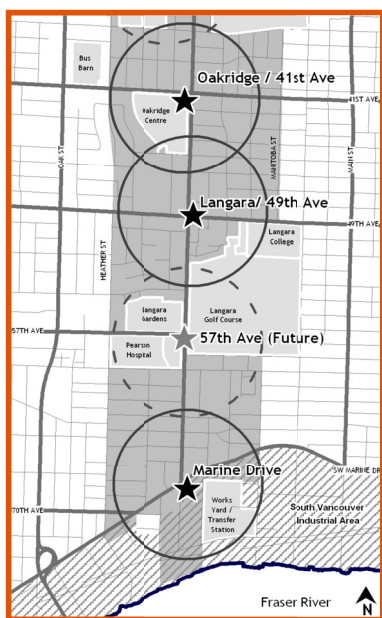 Bus
Barn
Oakridge / 41st Ave
41ST AVE
akridge
Centre
OAK ST
MANITOBA ST
MAIN ST
Langara/ 49th Ave
49TH AVE
Langara
College
HEATHER ST
langara
Gardens
Langara
Golf Course
57TH AVE
57th Ave (Future)
Pearson
Hospital
Marine Drive
SW MARINE DR
Works
Yard /
Transfer
Station
South Vancouver
Industrial Area
70TH AVE
Fraser River
N